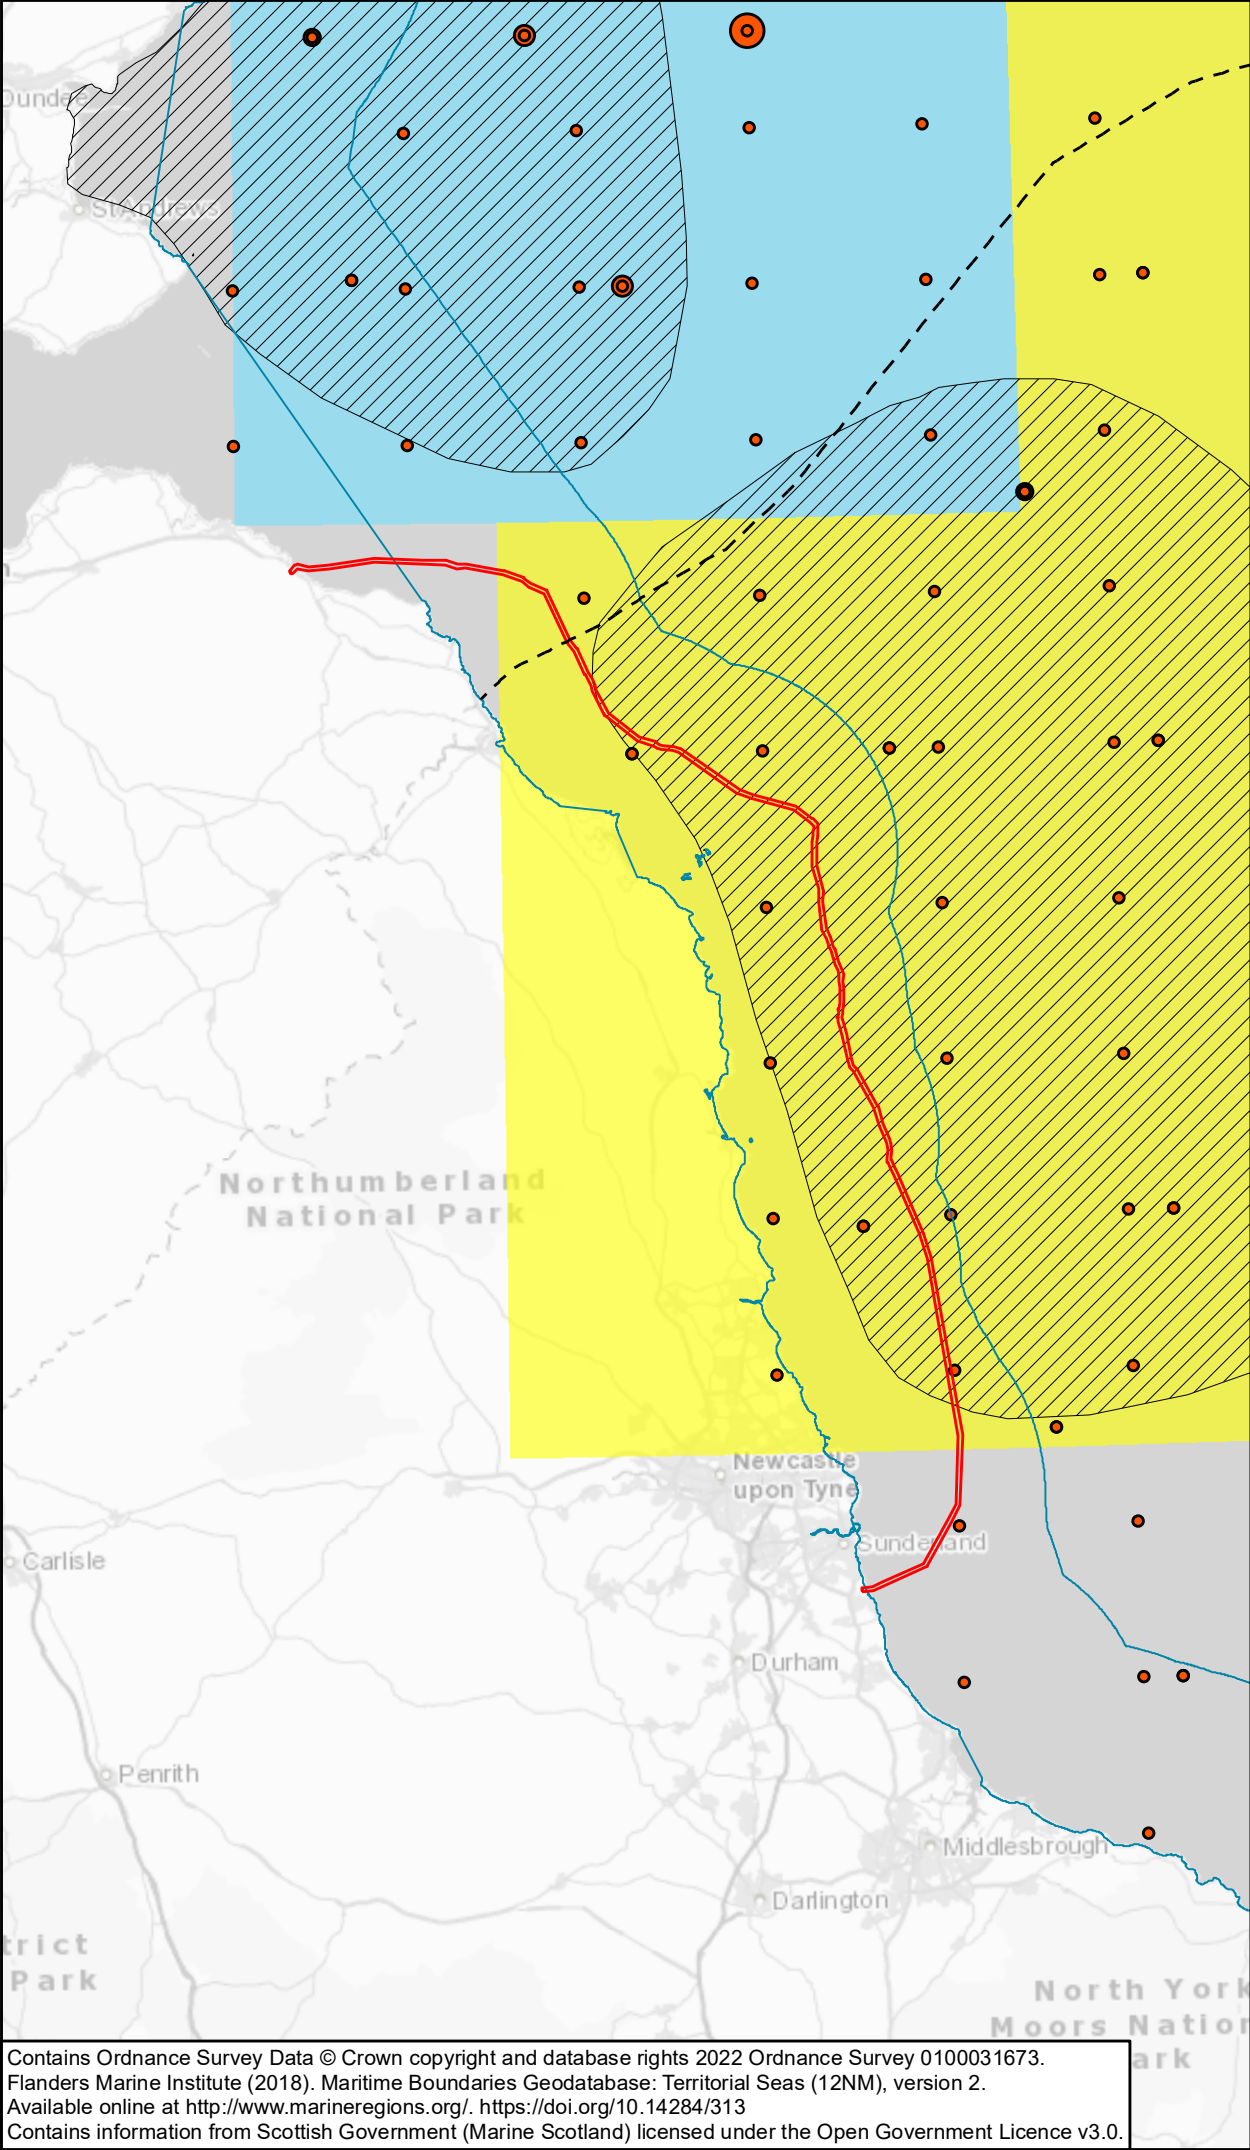 Dundee
St Andrews
Northumberland
National Park
Newcastle
upon Tyne
Sunderland
Carlisle
Durham
Penrith
Middlesbrough
Darlington
trict
Park
North York
Moors Nation
ark
Contains Ordnance Survey Data © Crown copyright and database rights 2022 Ordnance Survey 0100031673.
Flanders Marine Institute (2018). Maritime Boundaries Geodatabase: Territorial Seas (12NM), version 2.
Available online at http://www.marineregions.org/. https://doi.org/10.14284/313
Contains information from Scottish Government (Marine Scotland) licensed under the Open Government Licence v3.0.